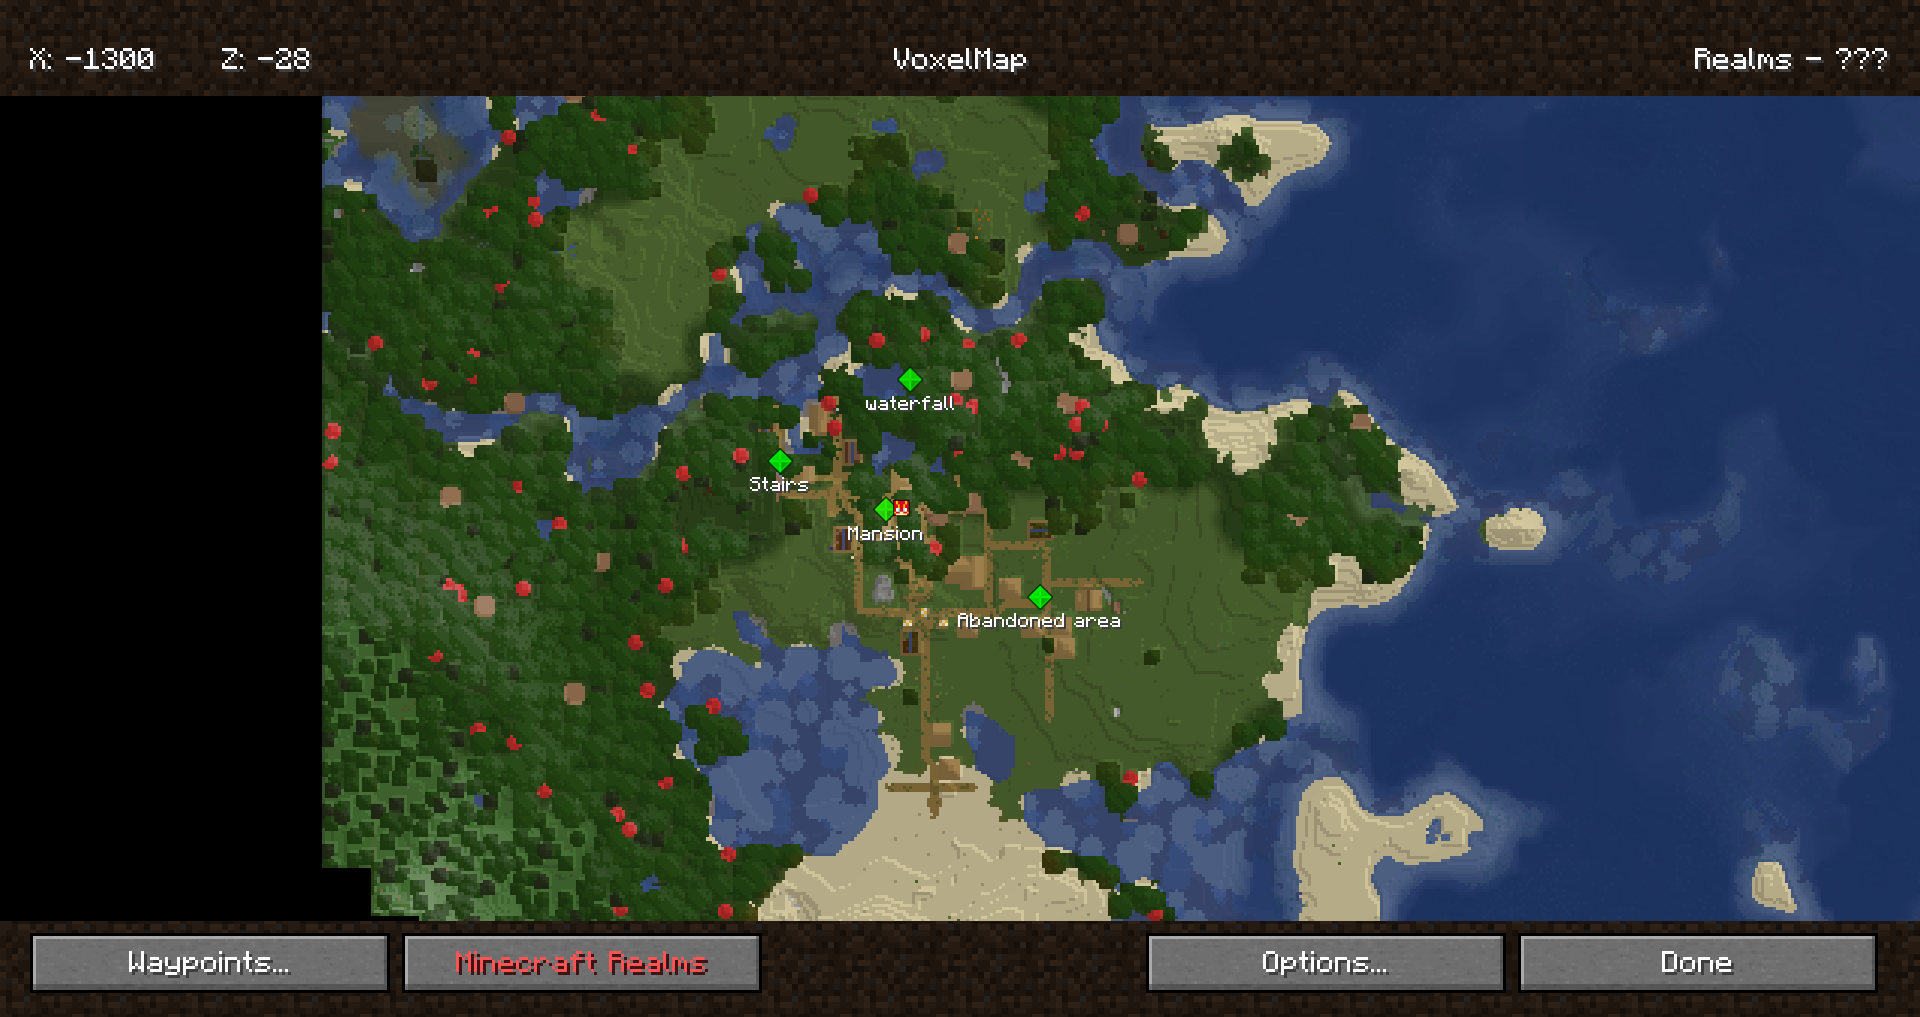 X: -1300 Z: -28
VoxelMap
Realms - ???
waterfall
Stairs
Mansion
Abandoned area
Waypoints...
Minecraft Realms
Options...
Done